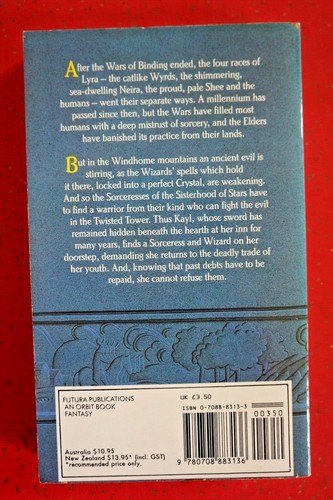 After the Wars of Binding ended, the four races of
Lyra – the catlike Wyrds, the shimmering,
sea-dwelling Neira, the proud, pale Shee and the
humans – went their separate ways. A millennium has
passed since then, but the Wars have filled most
humans with a deep mistrust of sorcery, and the Elders
have banished its practice from their lands.
But in the Windhome mountains an ancient evil is
stirring, as the Wizards' spells which hold
it there, locked into a perfect Crystal, are weakening.
And so the Sorceresses of the Sisterhood of Stars have
to find a warrior from their kind who can fight the evil
in the Twisted Tower. Thus Kayl, whose sword has
remained hidden beneath the hearth at her inn for
many years, finds a Sorceress and Wizard on her
doorstep, demanding she returns to the deadly trade of
her youth. And, knowing that past debts have to be
repaid, she cannot refuse them.
FUTURA PUBLICATIONS
AN ORBIT BOOK
FANTASY
UK £3.50
ISBN 0-7088-8313-3
00350
Australia $10.95
New Zealand $13.95* (incl. GST)
*recommended price only.
9 780708 883136